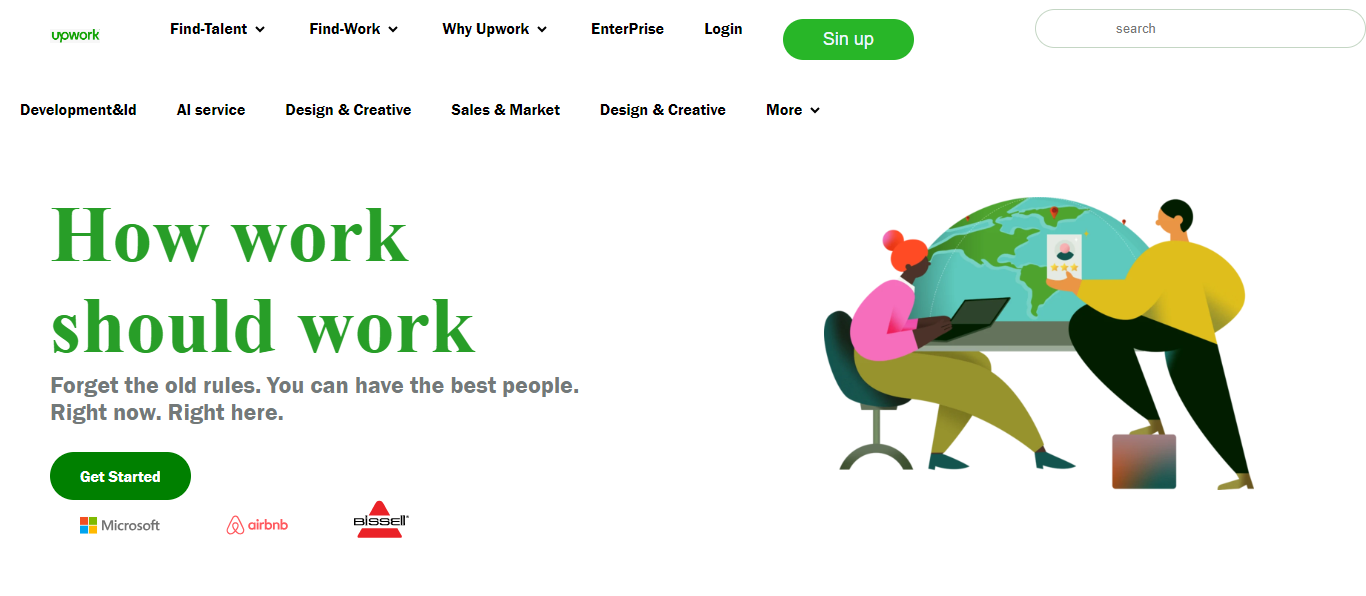 upwork Find-Talent Find-Work Why Upwork EnterPrise Login Sin up search
Development&Id AI service Design & Creative Sales & Market Design & Creative More
How work
should work
Forget the old rules. You can have the best people.
Right now. Right here.
Get Started
Microsoft airbnb BISSELL